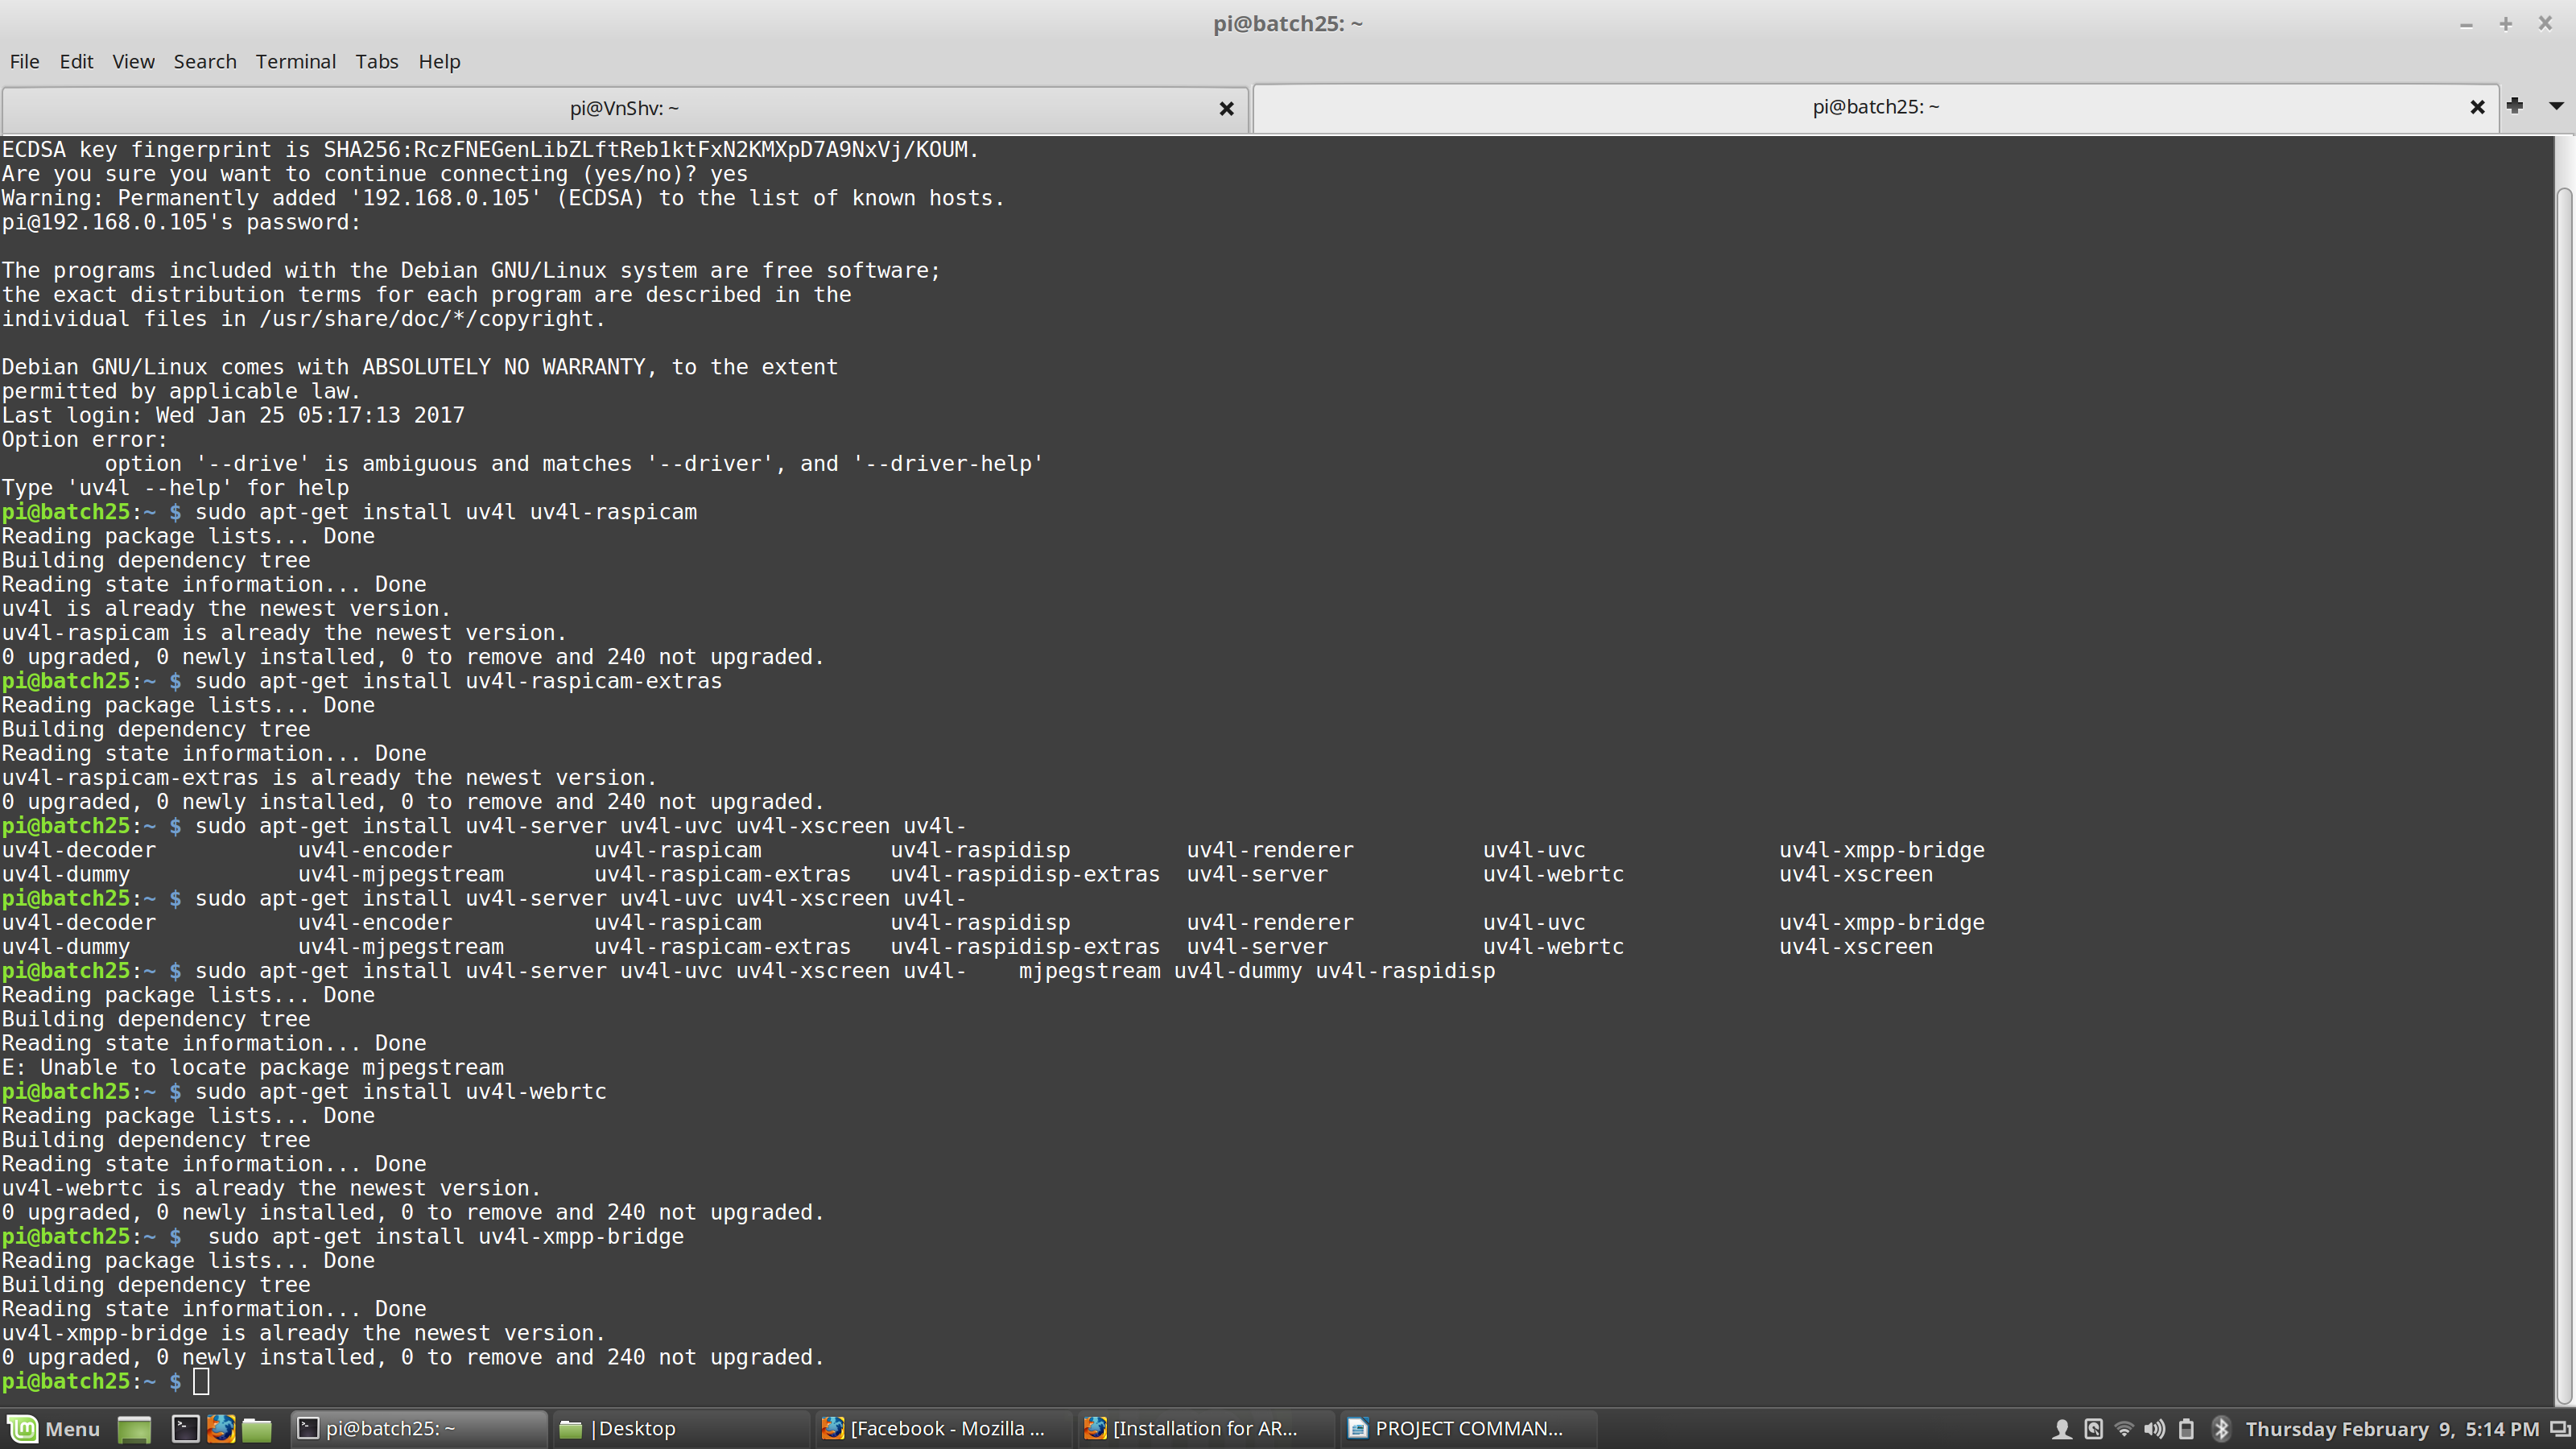 pi@batch25: ~
File Edit View Search Terminal Tabs Help
pi@VnShv: ~
pi@batch25: ~
ECDSA key fingerprint is SHA256:RczFNEGenLibZLftReb1ktFxN2KMXpD7A9NxVj/KOUM.
Are you sure you want to continue connecting (yes/no)? yes
Warning: Permanently added '192.168.0.105' (ECDSA) to the list of known hosts.
pi@192.168.0.105's password:
The programs included with the Debian GNU/Linux system are free software;
the exact distribution terms for each program are described in the
individual files in /usr/share/doc/*/copyright.
Debian GNU/Linux comes with ABSOLUTELY NO WARRANTY, to the extent
permitted by applicable law.
Last login: Wed Jan 25 05:17:13 2017
Option error:
option '--drive' is ambiguous and matches '--driver', and '--driver-help'
Type 'uv4l --help' for help
pi@batch25:~ $ sudo apt-get install uv4l uv4l-raspicam
Reading package lists... Done
Building dependency tree
Reading state information... Done
uv4l is already the newest version.
uv4l-raspicam is already the newest version.
0 upgraded, 0 newly installed, 0 to remove and 240 not upgraded.
pi@batch25:~ $ sudo apt-get install uv4l-raspicam-extras
Reading package lists... Done
Building dependency tree
Reading state information... Done
uv4l-raspicam-extras is already the newest version.
0 upgraded, 0 newly installed, 0 to remove and 240 not upgraded.
pi@batch25:~ $ sudo apt-get install uv4l-server uv4l-uvc uv4l-xscreen uv4l-
uv4l-decoder uv4l-encoder uv4l-raspicam uv4l-raspidisp uv4l-renderer uv4l-uvc uv4l-xmpp-bridge
uv4l-dummy uv4l-mjpegstream uv4l-raspicam-extras uv4l-raspidisp-extras uv4l-server uv4l-webrtc uv4l-xscreen
pi@batch25:~ $ sudo apt-get install uv4l-server uv4l-uvc uv4l-xscreen uv4l-
uv4l-decoder uv4l-encoder uv4l-raspicam uv4l-raspidisp uv4l-renderer uv4l-uvc uv4l-xmpp-bridge
uv4l-dummy uv4l-mjpegstream uv4l-raspicam-extras uv4l-raspidisp-extras uv4l-server uv4l-webrtc uv4l-xscreen
pi@batch25:~ $ sudo apt-get install uv4l-server uv4l-uvc uv4l-xscreen uv4l- mjpegstream uv4l-dummy uv4l-raspidisp
Reading package lists... Done
Building dependency tree
Reading state information... Done
E: Unable to locate package mjpegstream
pi@batch25:~ $ sudo apt-get install uv4l-webrtc
Reading package lists... Done
Building dependency tree
Reading state information... Done
uv4l-webrtc is already the newest version.
0 upgraded, 0 newly installed, 0 to remove and 240 not upgraded.
pi@batch25:~ $ sudo apt-get install uv4l-xmpp-bridge
Reading package lists... Done
Building dependency tree
Reading state information... Done
uv4l-xmpp-bridge is already the newest version.
0 upgraded, 0 newly installed, 0 to remove and 240 not upgraded.
pi@batch25:~ $
Menu pi@batch25: ~ |Desktop [Facebook - Mozilla ... [Installation for AR... PROJECT COMMAN... Thursday February 9, 5:14 PM